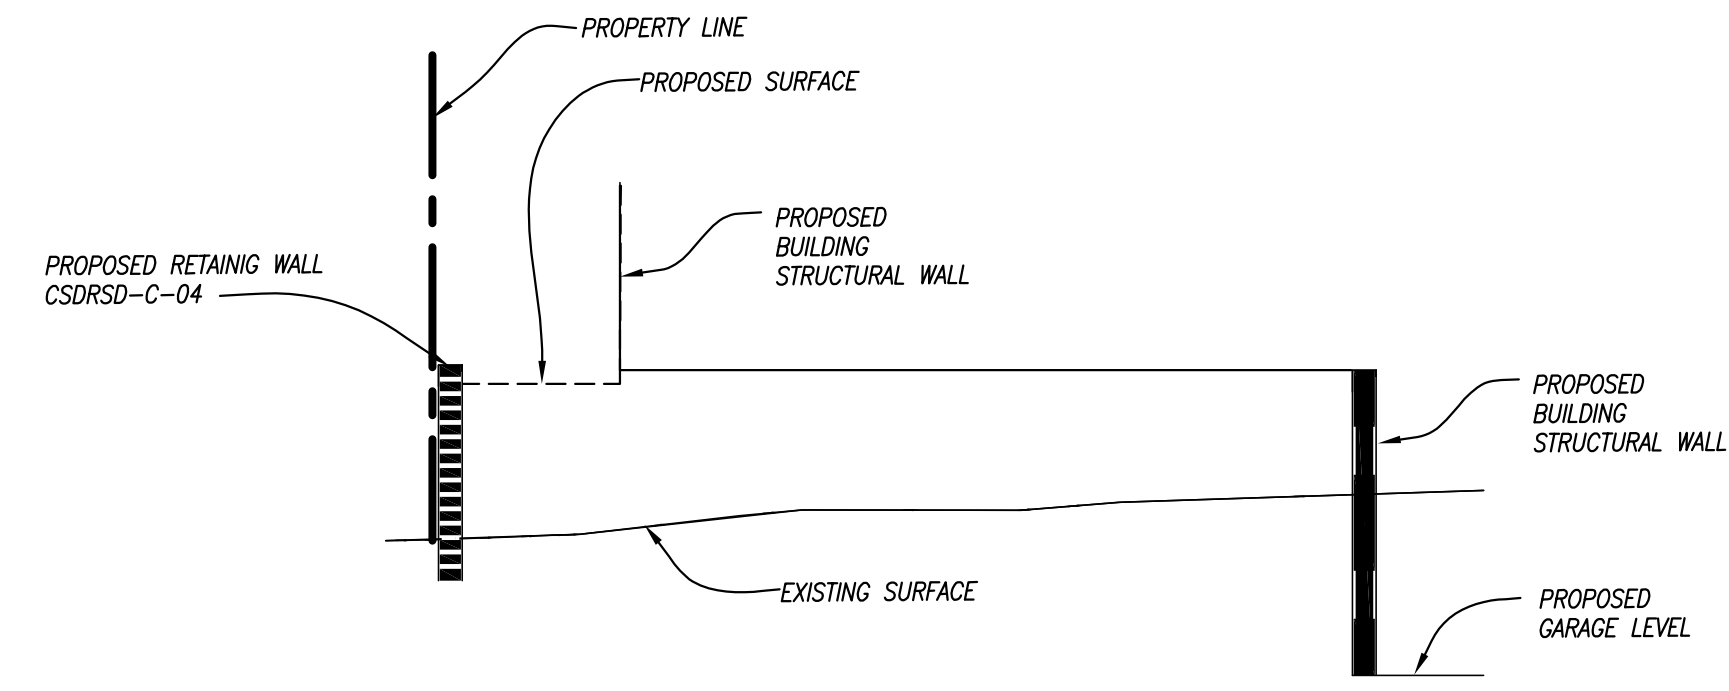 PROPERTY LINE
PROPOSED SURFACE
PROPOSED
BUILDING
STRUCTURAL WALL
PROPOSED RETAINIG WALL
CSDRSD-C-04
PROPOSED
BUILDING
STRUCTURAL WALL
EXISTING SURFACE
PROPOSED
GARAGE LEVEL